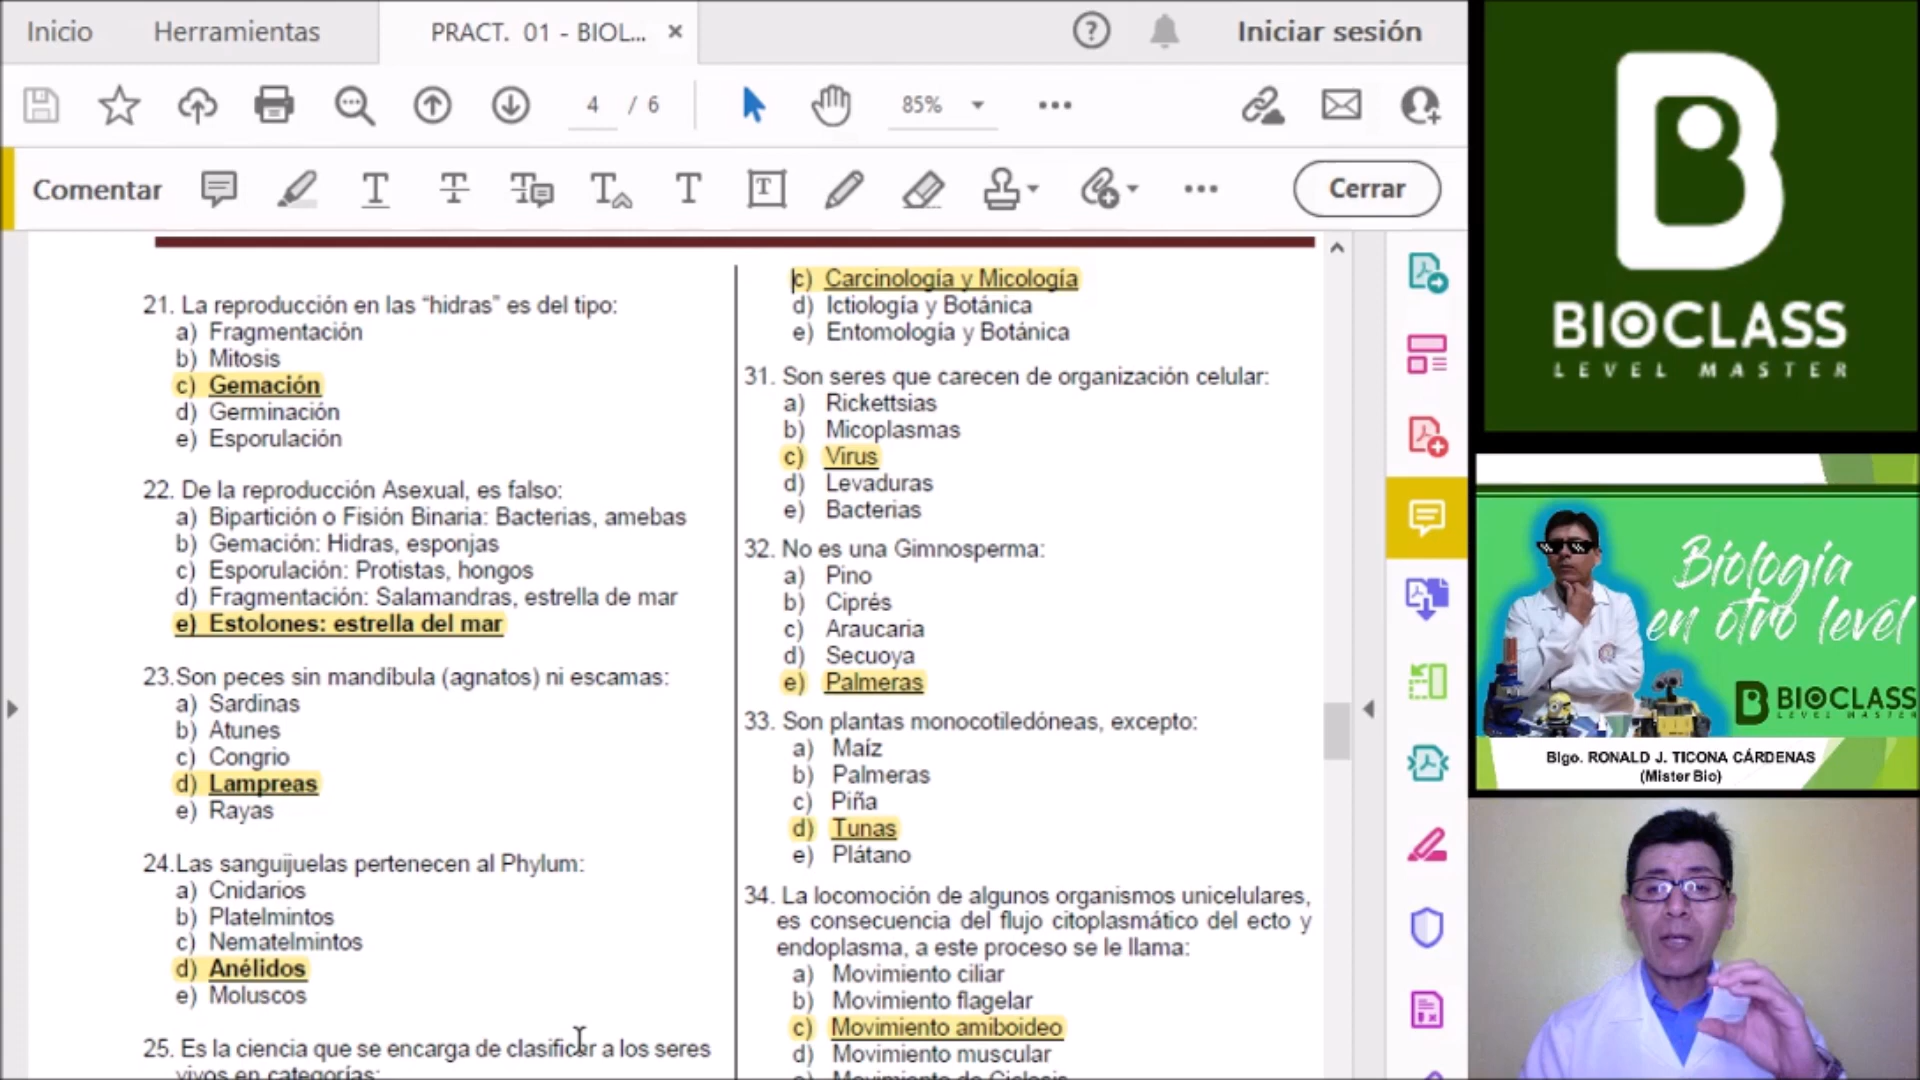 Inicio
Herramientas
PRACT. 01 - BIOL...
Iniciar sesión
4 / 6
85%
Comentar
Cerrar
21. La reproducción en las “hidras” es del tipo:
a) Fragmentación
b) Mitosis
c) Gemación
d) Germinación
e) Esporulación
22. De la reproducción Asexual, es falso:
a) Bipartición o Fisión Binaria: Bacterias, amebas
b) Gemación: Hidras, esponjas
c) Esporulación: Protistas, hongos
d) Fragmentación: Salamandras, estrella de mar
e) Estolones: estrella del mar
23.Son peces sin mandíbula (agnatos) ni escamas:
a) Sardinas
b) Atunes
c) Congrio
d) Lampreas
e) Rayas
24.Las sanguijuelas pertenecen al Phylum:
a) Cnidarios
b) Platelmintos
c) Nematelmintos
d) Anélidos
e) Moluscos
25. Es la ciencia que se encarga de clasificar a los seres
vivos en categorías:
c) Carcinología y Micología
d) Ictiología y Botánica
e) Entomología y Botánica
31. Son seres que carecen de organización celular:
a) Rickettsias
b) Micoplasmas
c) Virus
d) Levaduras
e) Bacterias
32. No es una Gimnosperma:
a) Pino
b) Ciprés
c) Araucaria
d) Secuoya
e) Palmeras
33. Son plantas monocotiledóneas, excepto:
a) Maíz
b) Palmeras
c) Piña
d) Tunas
e) Plátano
34. La locomoción de algunos organismos unicelulares,
es consecuencia del flujo citoplasmático del ecto y
endoplasma, a este proceso se le llama:
a) Movimiento ciliar
b) Movimiento flagelar
c) Movimiento amiboideo
d) Movimiento muscular
e) Movimiento de Ciclosis
BIOCLASS
LEVEL MASTER
Biología
en otro level
BIOCLASS
LEVEL MASTER
Blgo. RONALD J. TICONA CÁRDENAS
(Mister Bio)